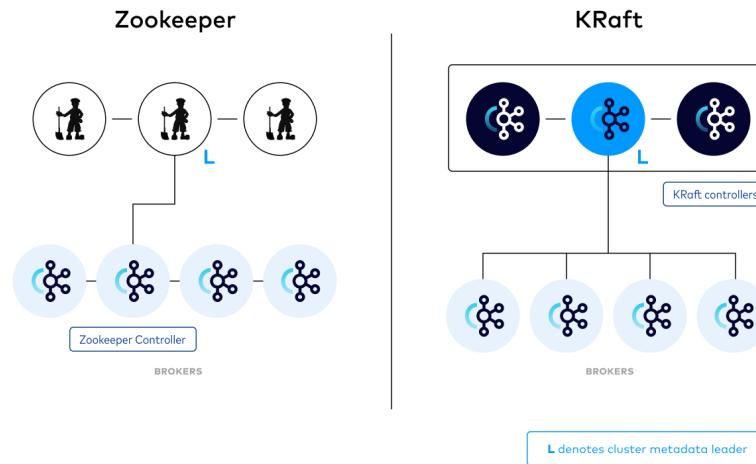 Zookeeper
L
Zookeeper Controller
BROKERS
KRaft
L
KRaft controllers
BROKERS
L denotes cluster metadata leader